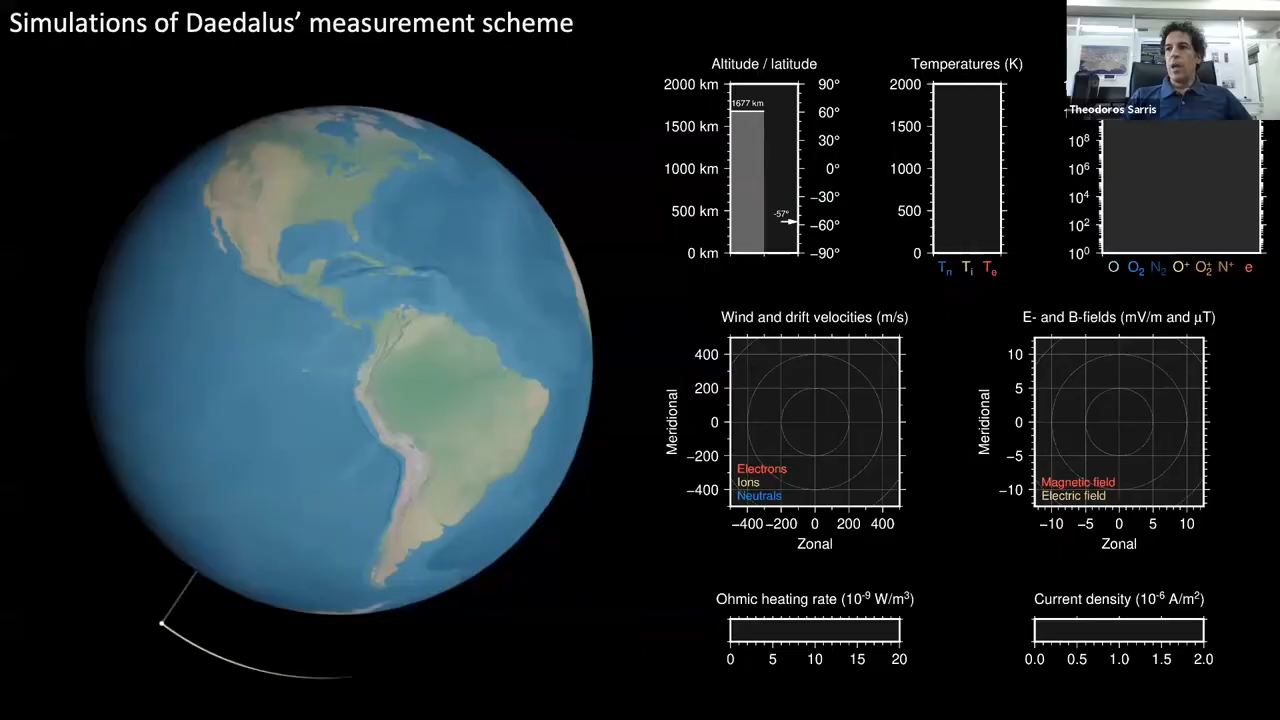 Simulations of Daedalus' measurement scheme
Theodoros Sarris
Altitude / latitude
2000 km
1500 km
1000 km
500 km
0 km
1677 km
-57°
90°
60°
30°
0°
−30°
−60°
−90°
Temperatures (K)
2000
1500
1000
500
0
Tn Ti Te
10⁸
10⁶
10⁴
10²
10⁰
O O₂ N₂ O⁺ O₂⁺ N⁺ e
Wind and drift velocities (m/s)
Meridional
400
200
0
−200
−400
Electrons
Ions
Neutrals
−400 −200 0 200 400
Zonal
E- and B-fields (mV/m and μT)
Meridional
10
5
0
−5
−10
Magnetic field
Electric field
−10 −5 0 5 10
Zonal
Ohmic heating rate (10⁻⁹ W/m³)
0 5 10 15 20
Current density (10⁻⁶ A/m²)
0.0 0.5 1.0 1.5 2.0